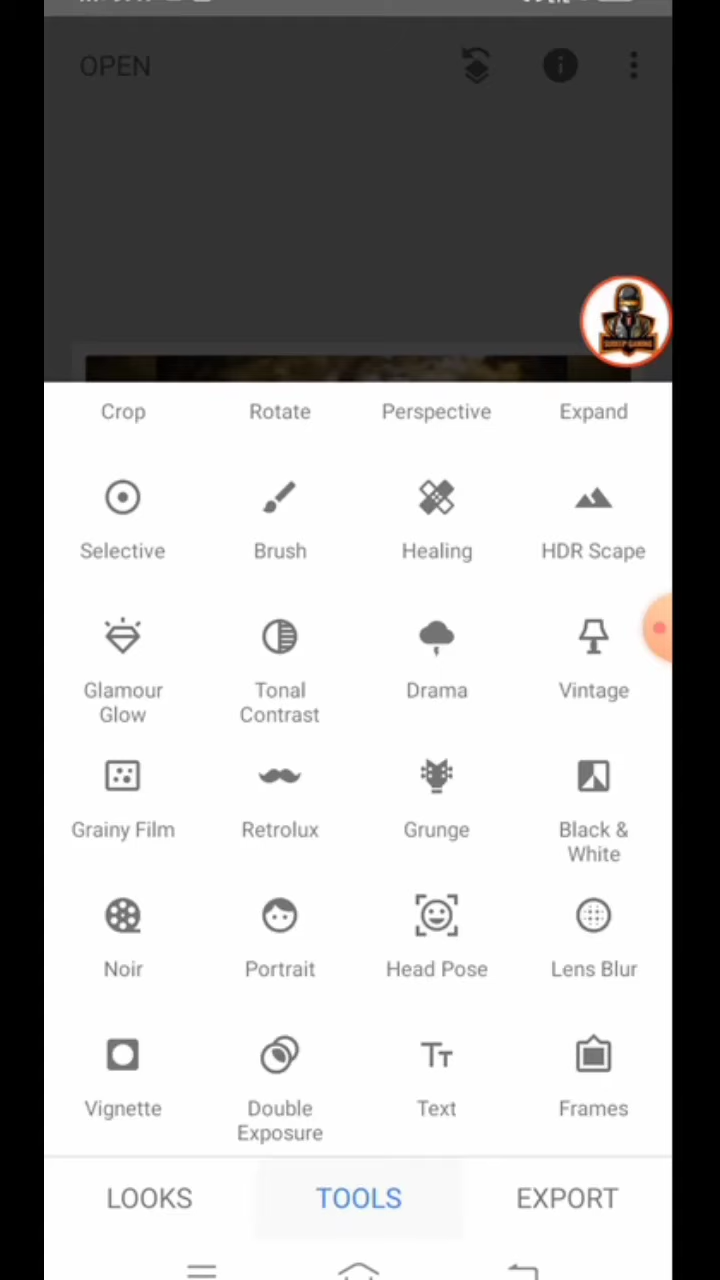 OPEN
Crop Rotate Perspective Expand
Selective Brush Healing HDR Scape
Glamour Glow Tonal Contrast Drama Vintage
Grainy Film Retrolux Grunge Black & White
Noir Portrait Head Pose Lens Blur
Vignette Double Exposure Text Frames
LOOKS TOOLS EXPORT